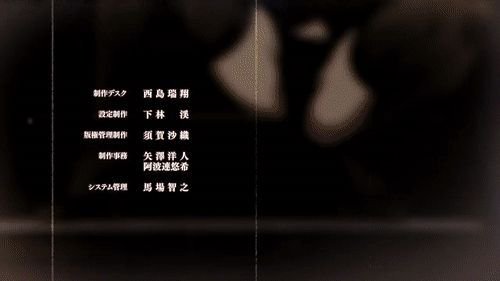 制作デスク 西島瑞翔
設定制作 下林 渓
版権管理制作 須賀沙織
制作事務 矢澤洋人
阿波連悠希
システム管理 馬場智之